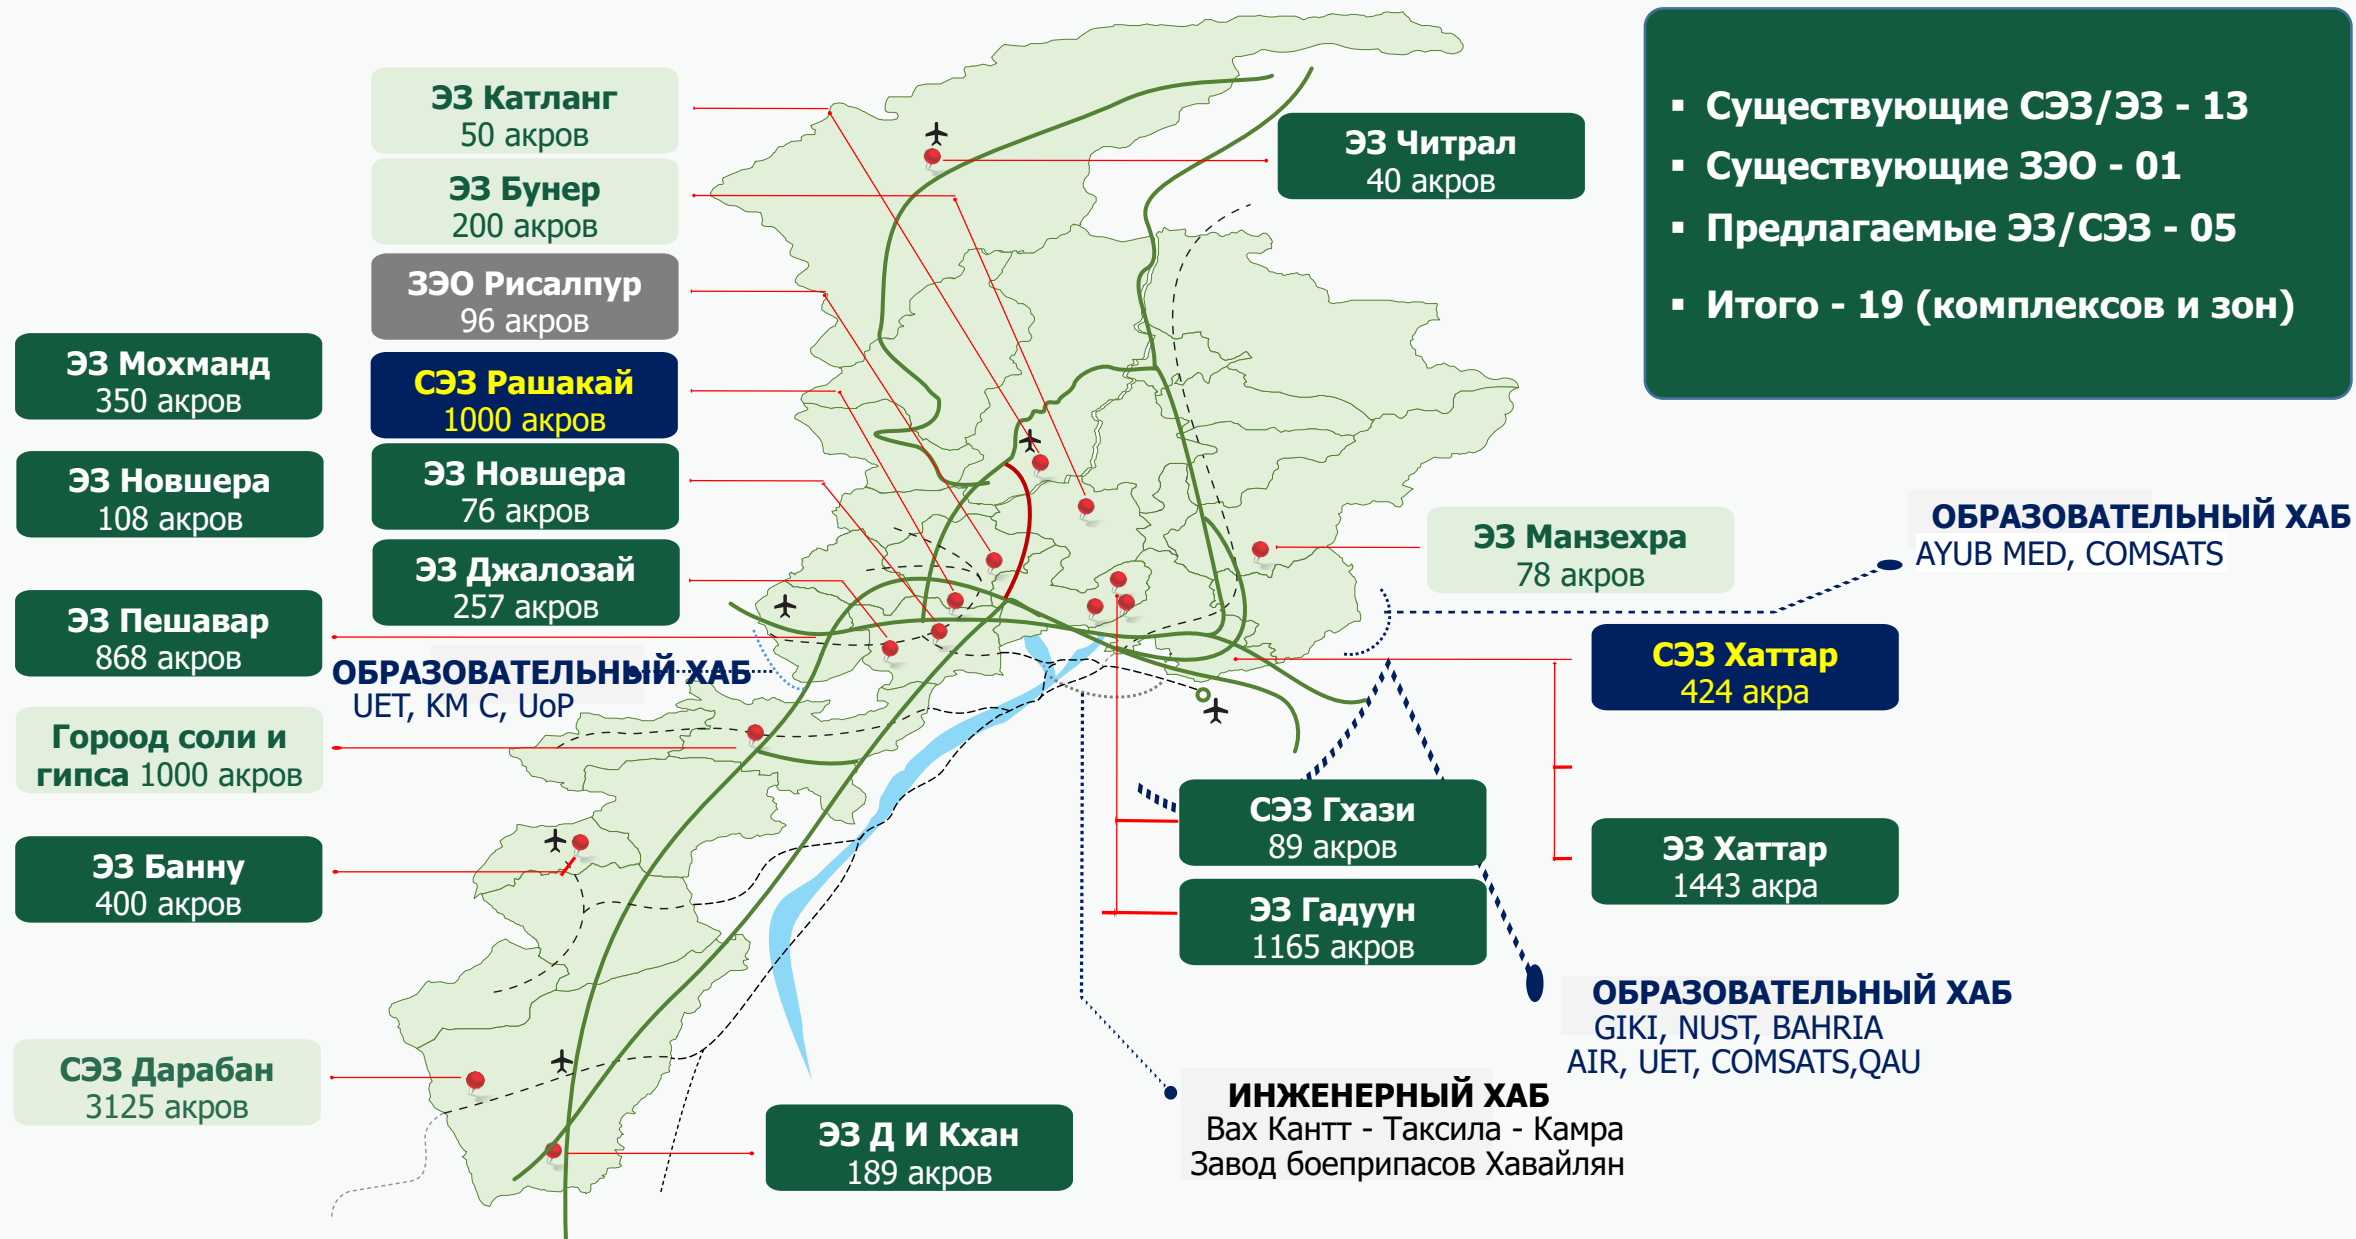 ЭЗ Катланг
50 акров
ЭЗ Бунер
200 акров
ЗЭО Рисалпур
96 акров
СЭЗ Рашакай
1000 акров
ЭЗ Новшера
76 акров
ЭЗ Джалозай
257 акров
ЭЗ Мохманд
350 акров
ЭЗ Новшера
108 акров
ЭЗ Пешавар
868 акров
ОБРАЗОВАТЕЛЬНЫЙ ХАБ
UET, KM C, UoP
Гороод соли и
гипса 1000 акров
ЭЗ Банну
400 акров
СЭЗ Дарабан
3125 акров
ЭЗ Д И Кхан
189 акров
ЭЗ Читрал
40 акров
▪ Существующие СЭЗ/ЭЗ - 13
▪ Существующие ЗЭО - 01
▪ Предлагаемые ЭЗ/СЭЗ - 05
▪ Итого - 19 (комплексов и зон)
ЭЗ Манзехра
78 акров
ОБРАЗОВАТЕЛЬНЫЙ ХАБ
AYUB MED, COMSATS
СЭЗ Хаттар
424 акра
СЭЗ Гхази
89 акров
ЭЗ Хаттар
1443 акра
ЭЗ Гадуун
1165 акров
ОБРАЗОВАТЕЛЬНЫЙ ХАБ
GIKI, NUST, BAHRIA
AIR, UET, COMSATS,QAU
ИНЖЕНЕРНЫЙ ХАБ
Вах Кантт - Таксила - Камра
Завод боеприпасов Хавайлян